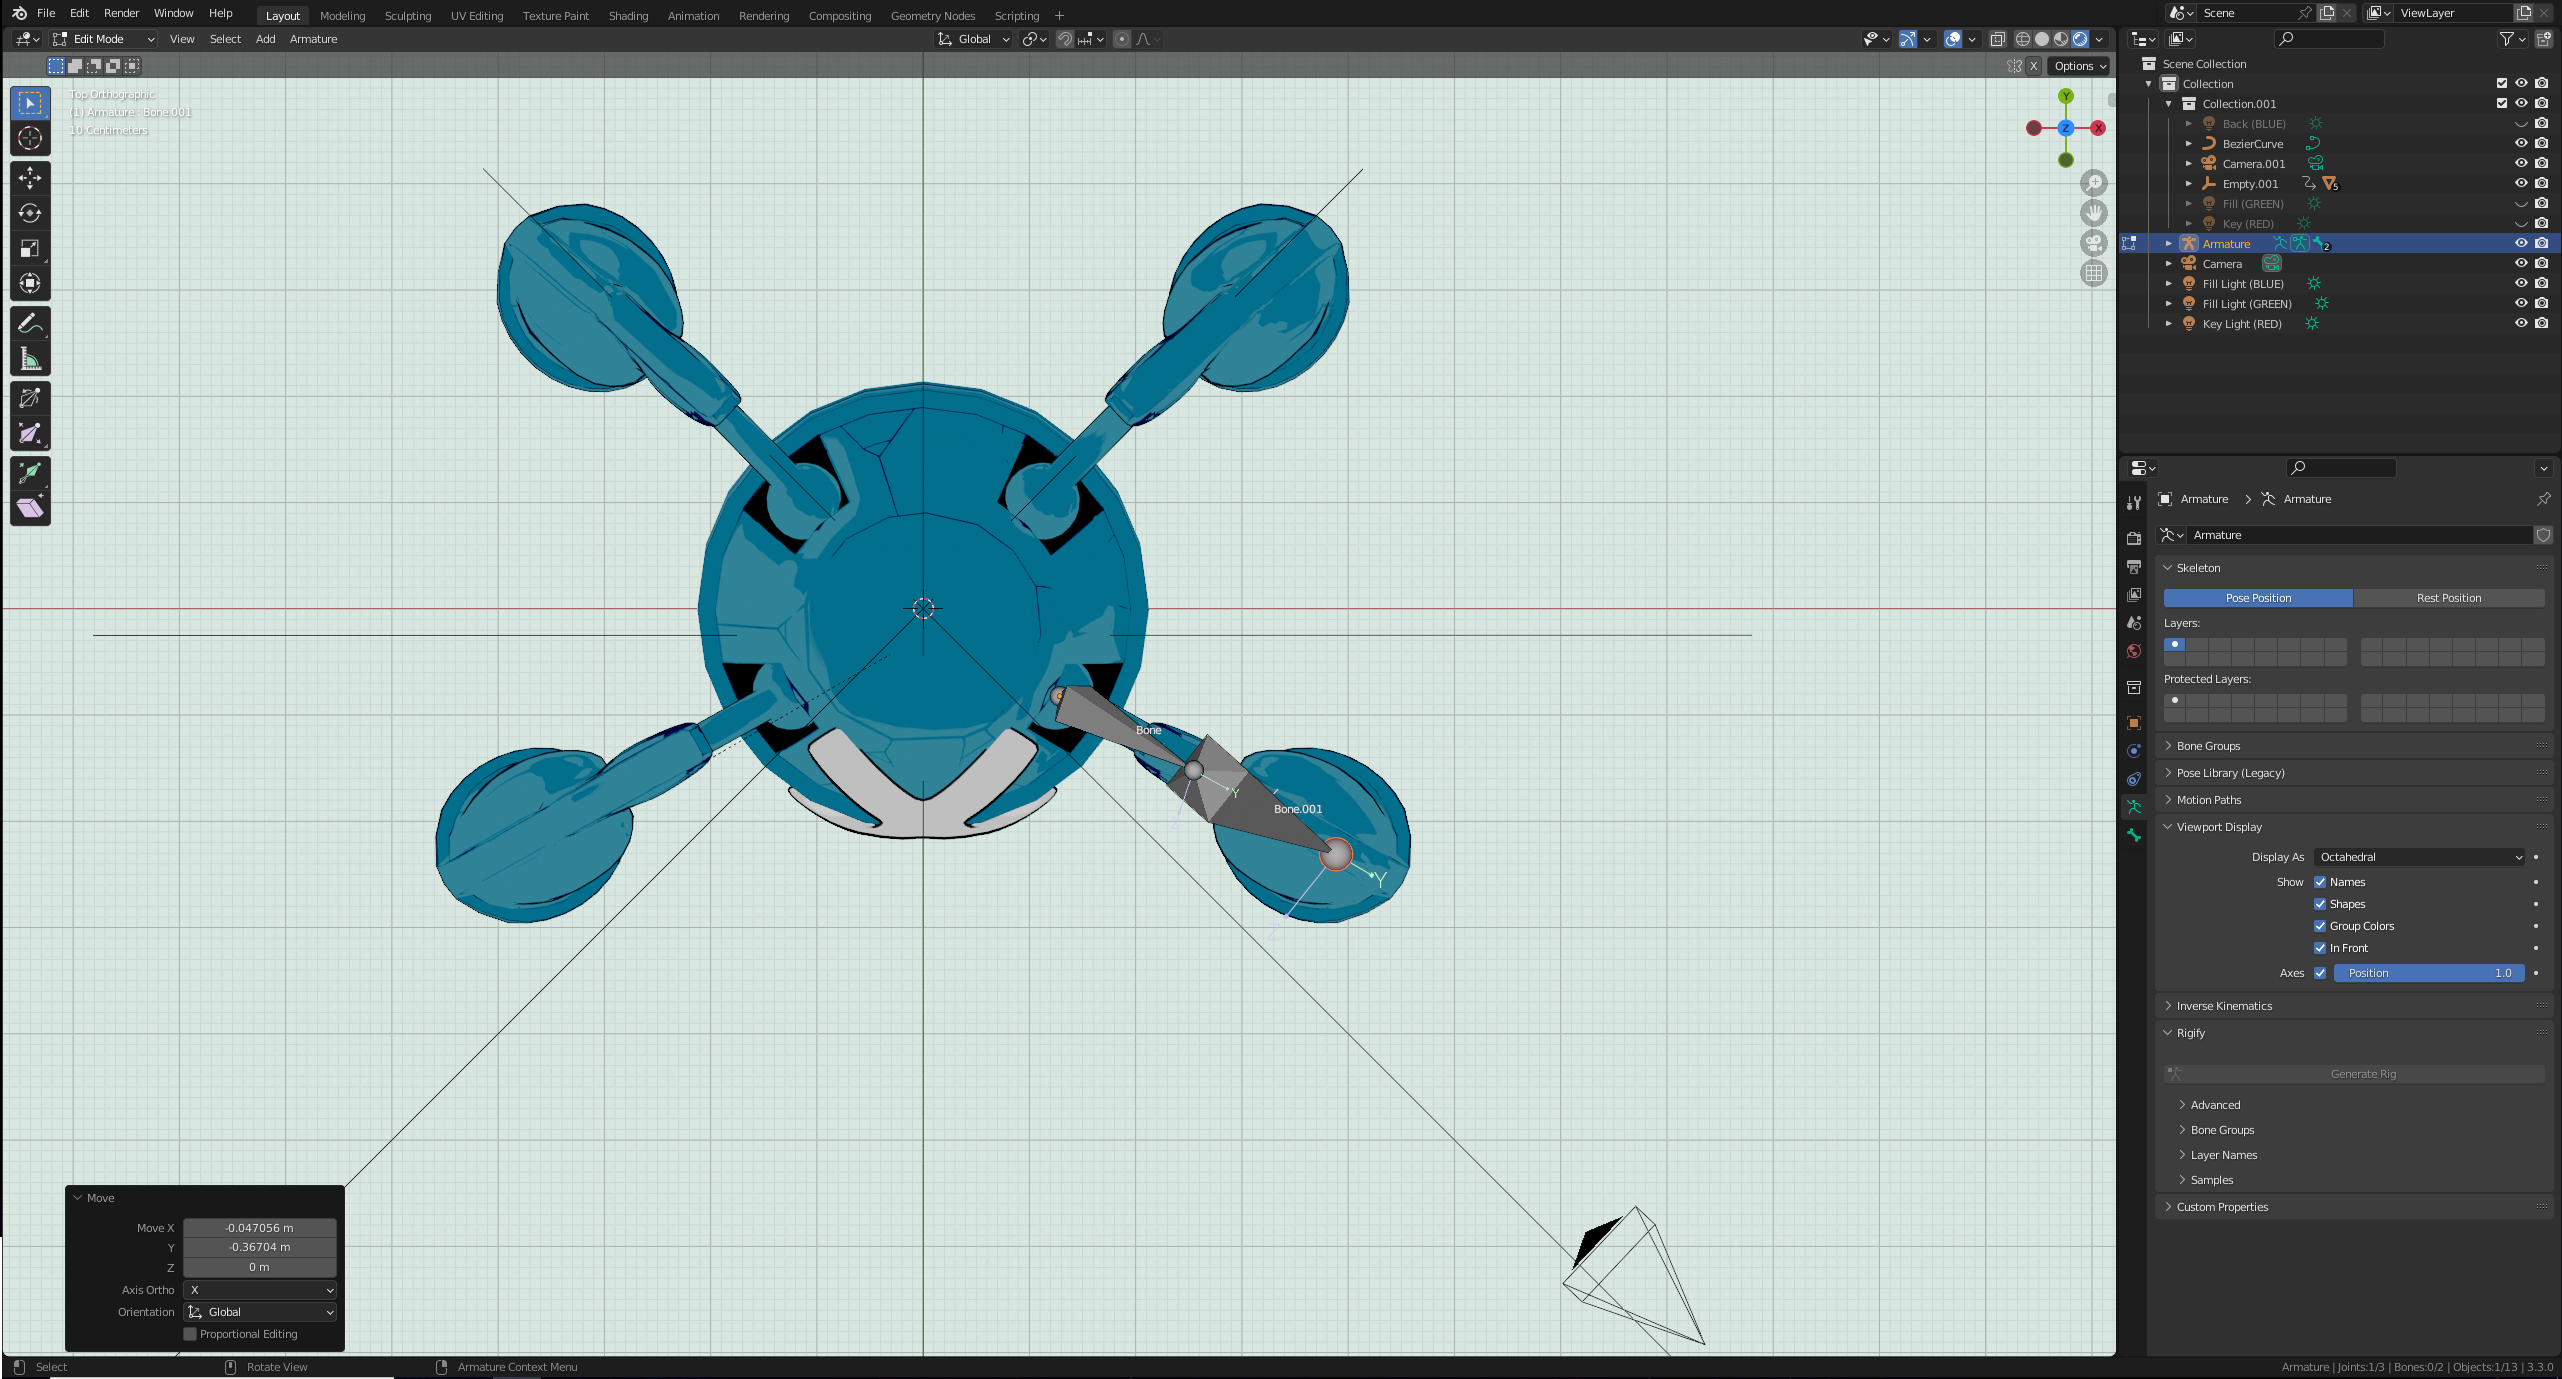 File Edit Render Window Help Layout Modeling Sculpting UV Editing Texture Paint Shading Animation Rendering Compositing Geometry Nodes Scripting + Scene ViewLayer
Edit Mode View Select Add Armature Global
X Options
Top Orthographic
(1) Armature : Bone.001
10 Centimeters
Y
Z X
Bone
Y
Z
Bone.001
Y
Z
Move
Move X -0.047056 m
Y -0.36704 m
Z 0 m
Axis Ortho X
Orientation Global
Proportional Editing
Scene Collection
Collection
Collection.001
Back (BLUE)
BezierCurve
Camera.001
Empty.001 5
Fill (GREEN)
Key (RED)
Armature 2
Camera
Fill Light (BLUE)
Fill Light (GREEN)
Key Light (RED)
Armature > Armature
Armature
Skeleton
Pose Position Rest Position
Layers:
Protected Layers:
Bone Groups
Pose Library (Legacy)
Motion Paths
Viewport Display
Display As Octahedral
Show Names
Shapes
Group Colors
In Front
Axes Position 1.0
Inverse Kinematics
Rigify
Generate Rig
Advanced
Bone Groups
Layer Names
Samples
Custom Properties
Select Rotate View Armature Context Menu Armature | Joints:1/3 | Bones:0/2 | Objects:1/13 | 3.3.0